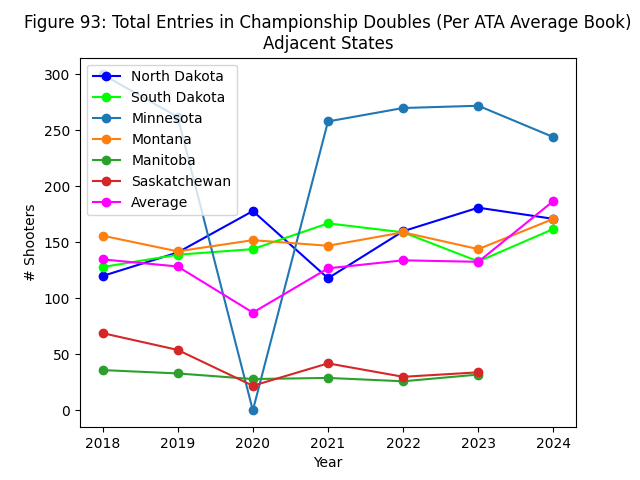 Figure 93: Total Entries in Championship Doubles (Per ATA Average Book)
Adjacent States
300
250
200
150
100
50
0
# Shooters
North Dakota
South Dakota
Minnesota
Montana
Manitoba
Saskatchewan
Average
2018 2019 2020 2021 2022 2023 2024
Year